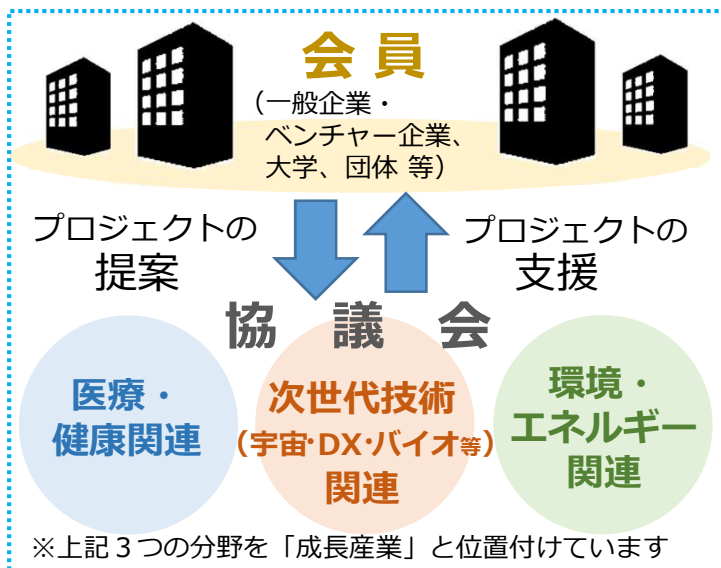 会員
（一般企業・
ベンチャー企業、
大学、団体 等）
プロジェクトの
提案
プロジェクトの
支援
協議会
医療・
健康関連
次世代技術
（宇宙・DX・バイオ等）
関連
環境・
エネルギー
関連
※上記３つの分野を「成長産業」と位置付けています